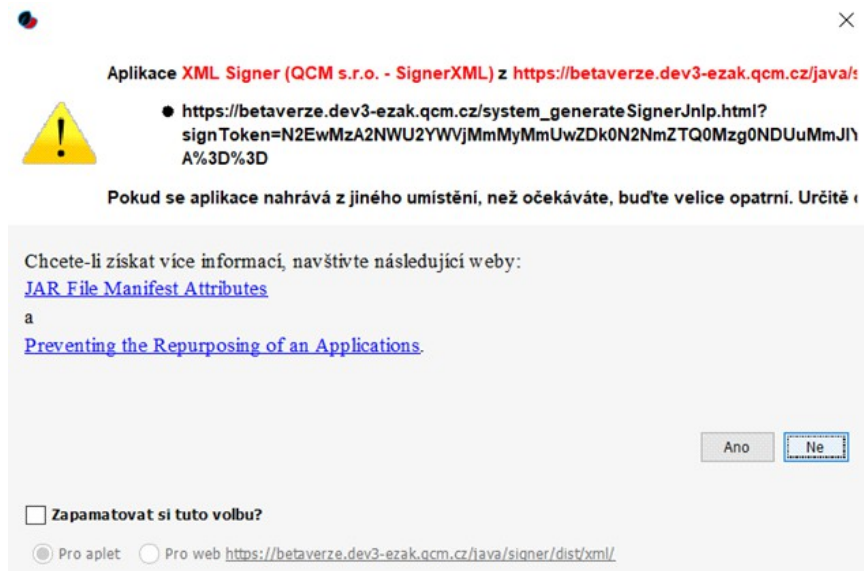 Aplikace XML Signer (QCM s.r.o. - SignerXML) z https://betaverze.dev3-ezak.qcm.cz/java/s
https://betaverze.dev3-ezak.qcm.cz/system_generateSignerJnlp.html?
signToken=N2EwMzA2NWU2YWVjMmMyMmUwZDk0N2NmZTQ0Mzg0NDUuMmJlY
A%3D%3D
Pokud se aplikace nahrává z jiného umístění, než očekáváte, buďte velice opatrní. Určitě
Chcete-li získat více informací, navštivte následující weby:
JAR File Manifest Attributes
a
Preventing the Repurposing of an Applications.
Ano Ne
Zapamatovat si tuto volbu?
Pro aplet Pro web https://betaverze.dev3-ezak.qcm.cz/java/signer/dist/xml/